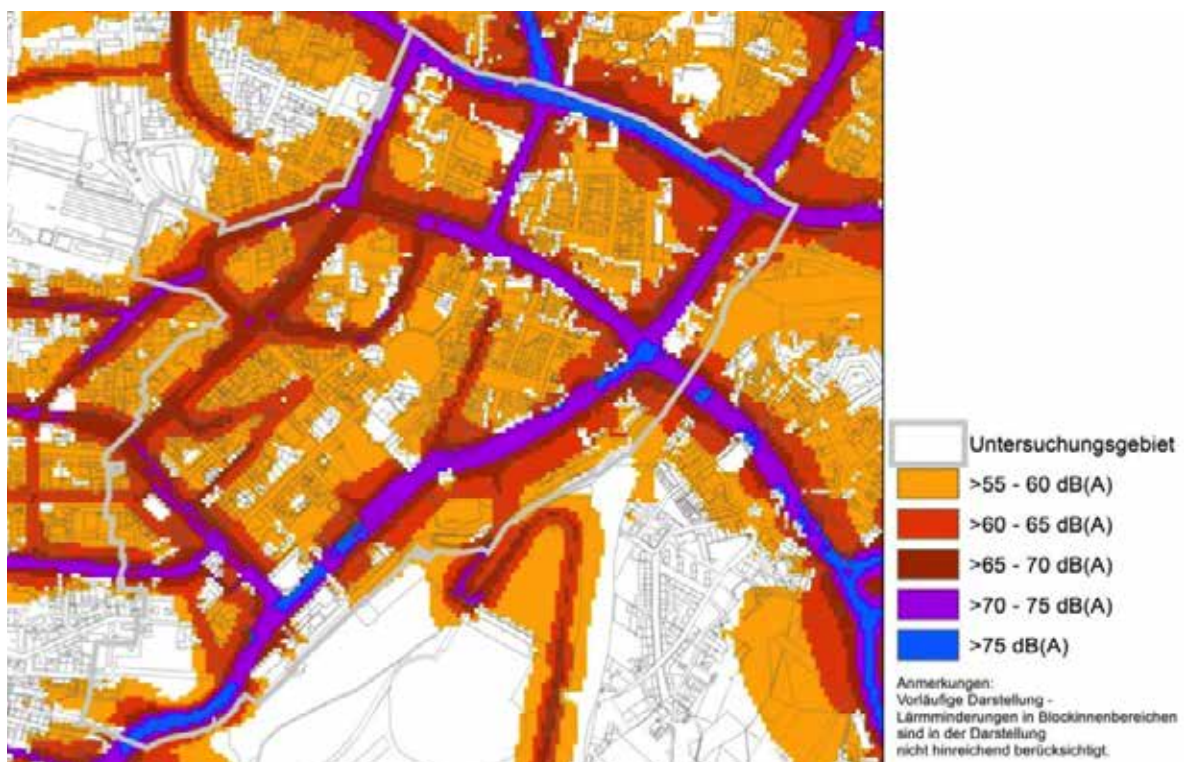 Untersuchungsgebiet
>55 - 60 dB(A)
>60 - 65 dB(A)
>65 - 70 dB(A)
>70 - 75 dB(A)
>75 dB(A)
Anmerkungen:
Vorläufige Darstellung -
Lärmminderungen in Blockinnenbereichen
sind in der Darstellung
nicht hinreichend berücksichtigt.